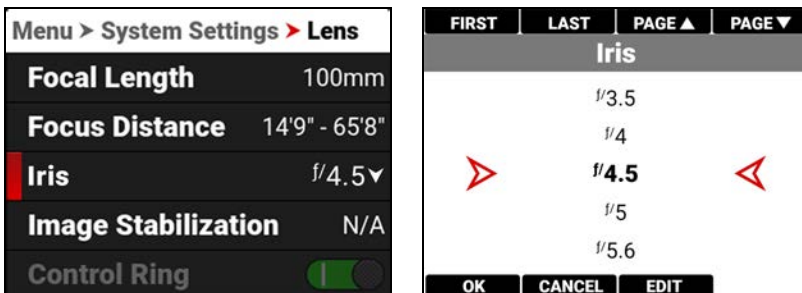 Menu > System Settings > Lens
Focal Length 100mm
Focus Distance 14'9" - 65'8"
Iris f/4.5
Image Stabilization N/A
Control Ring
FIRST LAST PAGE▲ PAGE▼
Iris
f/3.5
f/4
f/4.5
f/5
f/5.6
OK CANCEL EDIT